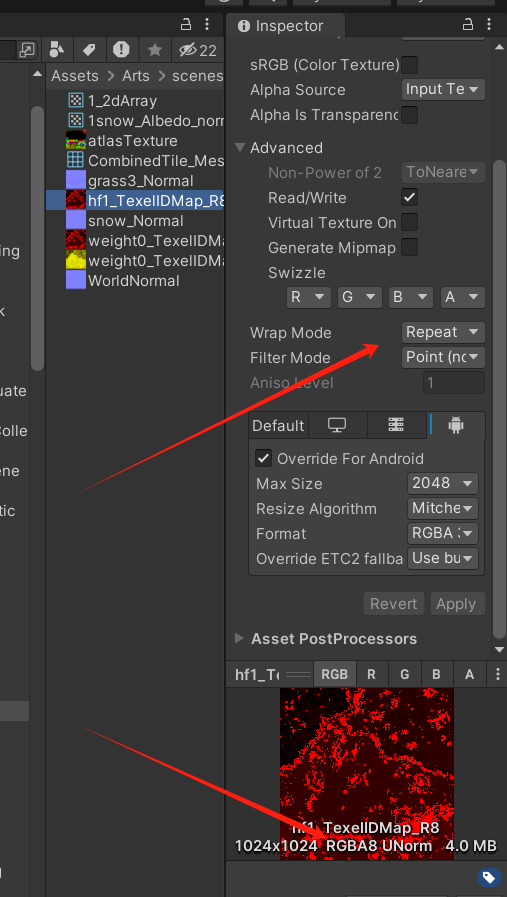 22
Inspector
Assets > Arts > scenes
1_2dArray
1snow_Albedo_norr
atlasTexture
CombinedTile_Mes
grass3_Normal
hf1_TexelIDMap_R8
snow_Normal
weight0_TexelIDMa
weight0_TexelIDMa
WorldNormal
ing
k
uate
Colle
ene
tic
sRGB (Color Texture)
Alpha Source
Input Te
Alpha Is Transparenc
Advanced
Non-Power of 2
ToNeare
Read/Write
Virtual Texture On
Generate Mipmap
Swizzle
R G B A
Wrap Mode
Repeat
Filter Mode
Point (nc
Aniso Level
1
Default
Override For Android
Max Size
2048
Resize Algorithm
Mitche
Format
RGBA
Override ETC2 fallba
Use bu
Revert Apply
Asset PostProcessors
hf1_Te RGB R G B A
hf1_TexelIDMap_R8
1024x1024 RGBA8 UNorm 4.0 MB